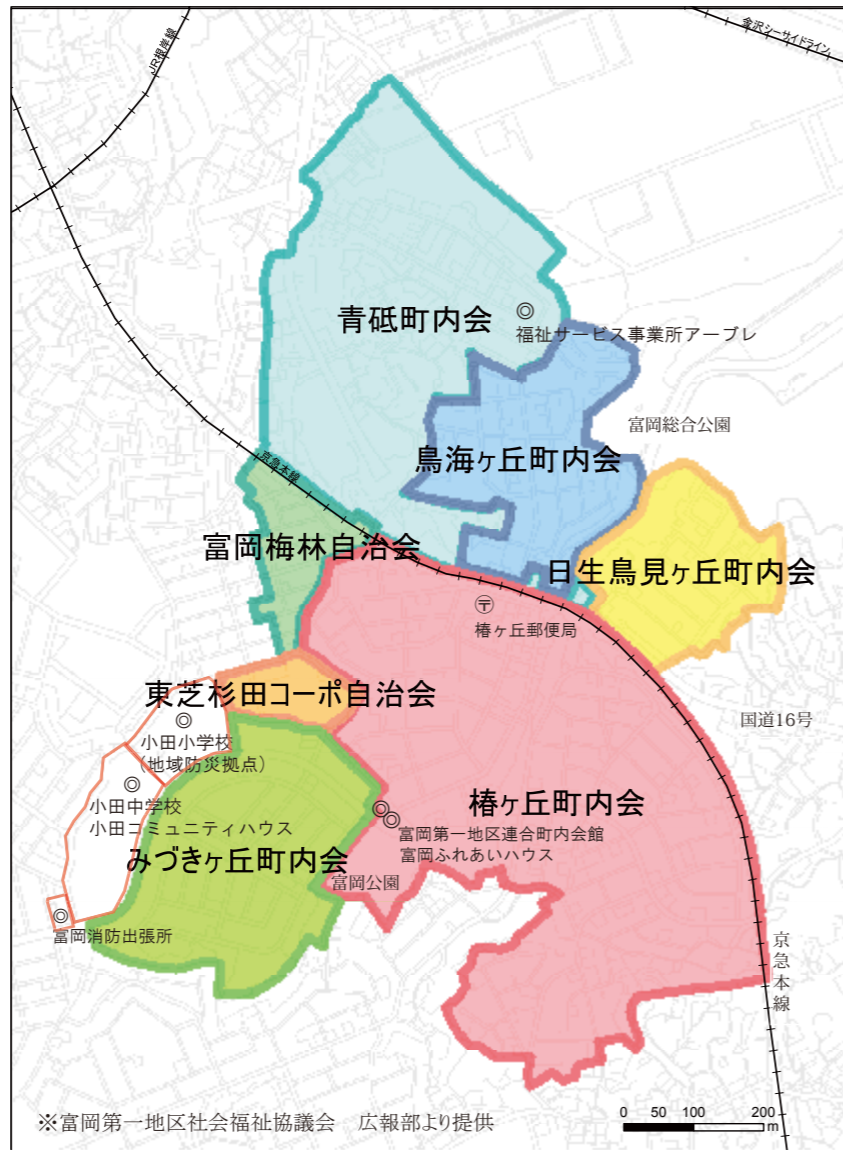 JR根岸線
金沢シーサイドライン
青砥町内会
◎
福祉サービス事業所アーブレ
富岡総合公園
鳥海ヶ丘町内会
京急本線
富岡梅林自治会
日生鳥見ヶ丘町内会
〒
椿ヶ丘郵便局
東芝杉田コーポ自治会
◎
小田小学校
(地域防災拠点)
国道16号
◎
小田中学校
小田コミュニティハウス
椿ヶ丘町内会
◎
◎
富岡第一地区連合町内会館
富岡ふれあいハウス
みづきヶ丘町内会
富岡公園
◎
富岡消防出張所
京急本線
※富岡第一地区社会福祉協議会 広報部より提供
0 50 100 200
m